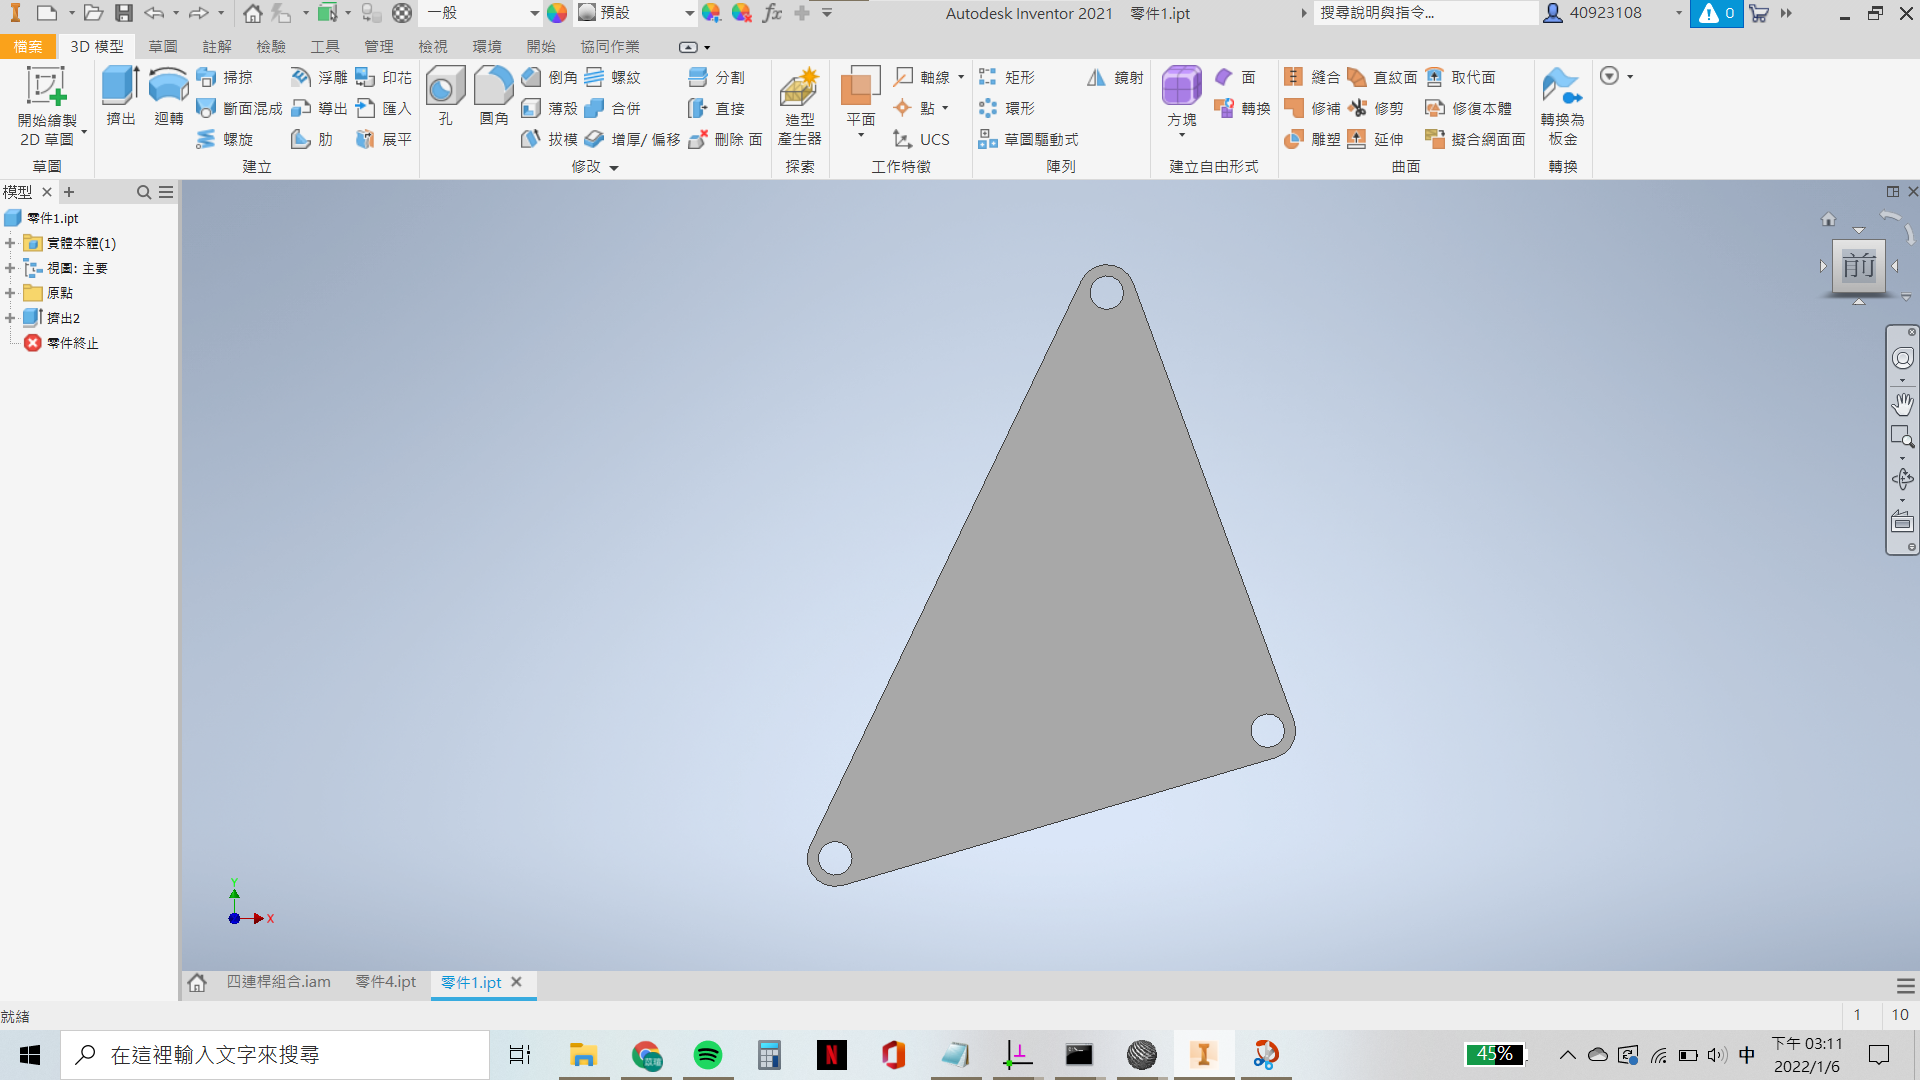 一般
預設
fx
Autodesk Inventor 2021 零件1.ipt
搜尋說明與指令...
40923108
0
檔案 3D 模型 草圖 註解 檢驗 工具 管理 檢視 環境 開始 協同作業
開始繪製
2D 草圖
草圖
擠出
迴轉
掃掠
斷面混成
螺旋
浮雕
導出
肋
印花
匯入
展平
建立
孔
圓角
倒角
薄殼
拔模
螺紋
合併
增厚/ 偏移
分割
直接
刪除 面
修改
造型
產生器
探索
平面
軸線
點
UCS
工作特徵
矩形
環形
草圖驅動式
鏡射
陣列
方塊
面
轉換
建立自由形式
縫合
修補
雕塑
直紋面
修剪
延伸
取代面
修復本體
擬合網面面
曲面
轉換為
板金
轉換
模型
零件1.ipt
實體本體(1)
視圖: 主要
原點
擠出2
零件終止
前
Y
X
四連桿組合.iam 零件4.ipt 零件1.ipt
就緒
1 10
在這裡輸入文字來搜尋
45%
中
下午 03:11
2022/1/6